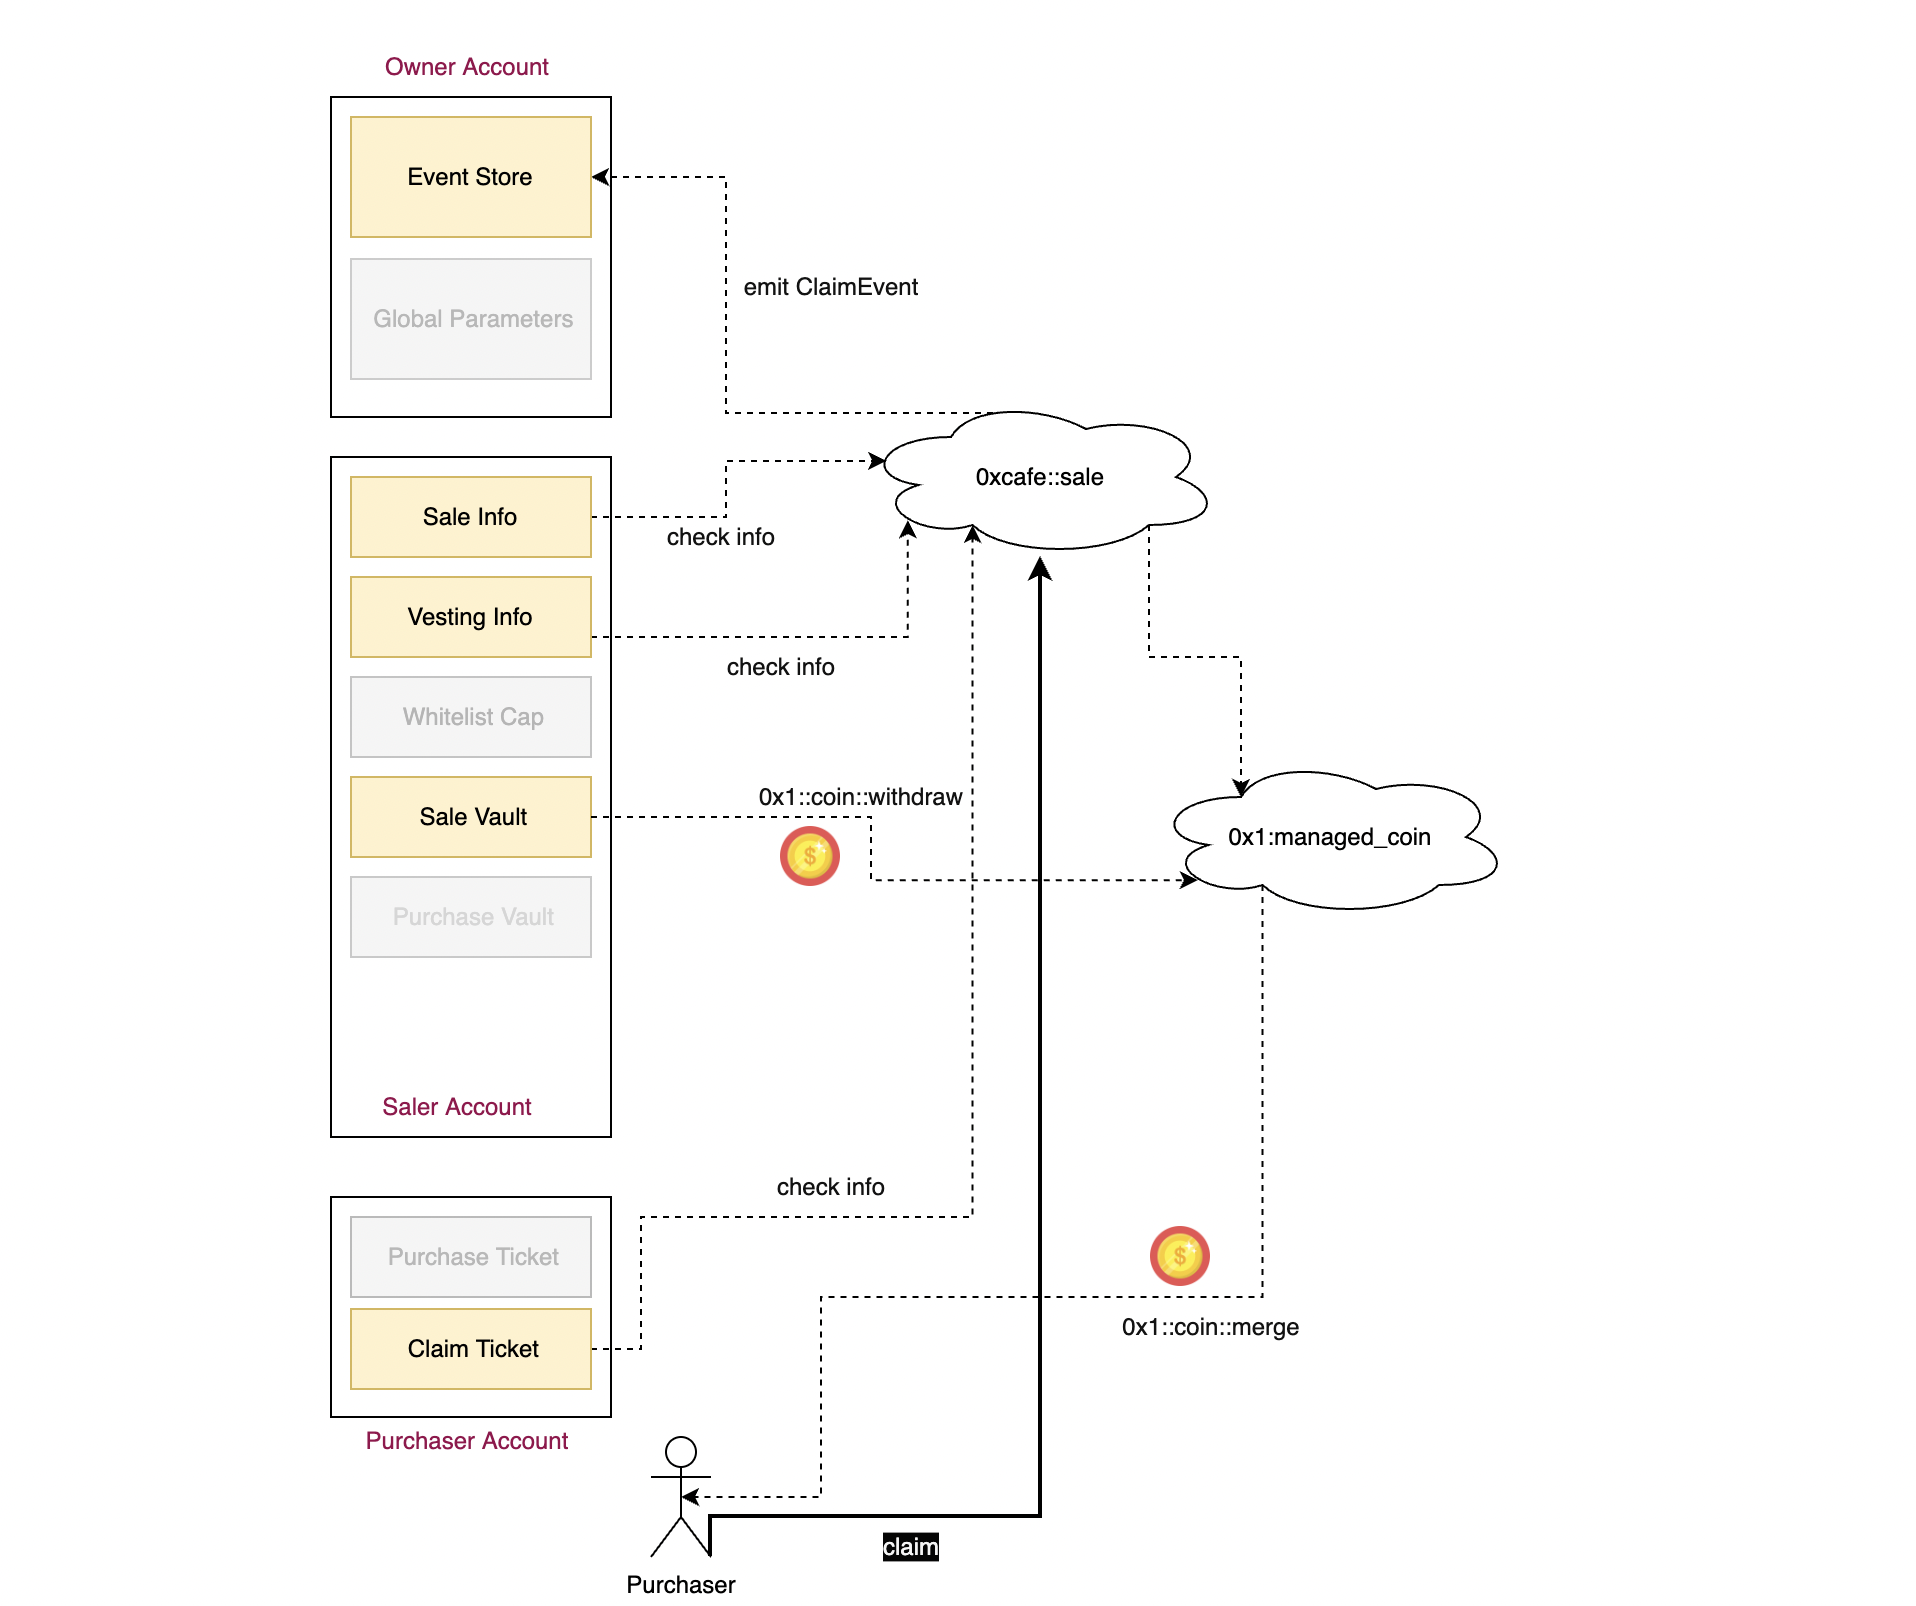 Owner Account
Event Store
Global Parameters
emit ClaimEvent
0xcafe::sale
Sale Info
check info
Vesting Info
check info
Whitelist Cap
0x1::coin::withdraw
Sale Vault
$
0x1:managed_coin
Purchase Vault
Saler Account
check info
Purchase Ticket
$
0x1::coin::merge
Claim Ticket
Purchaser Account
claim
Purchaser